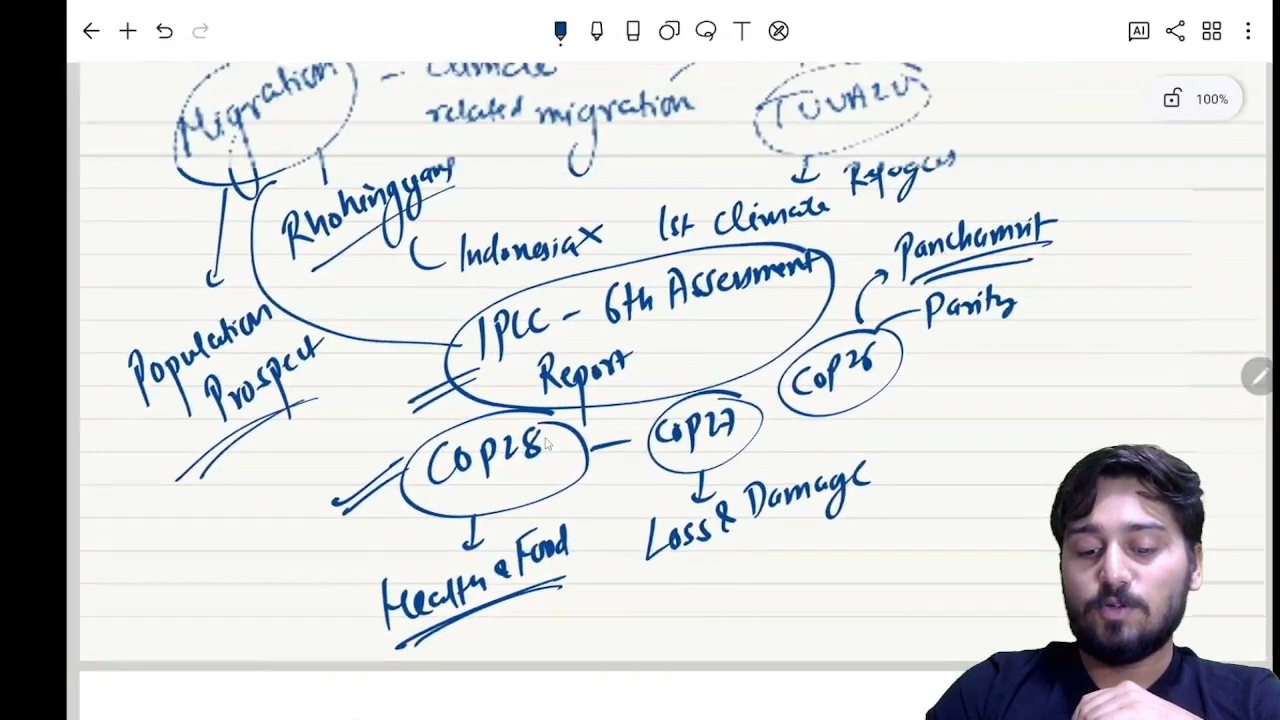 AI
100%
Migration - Climate
related migration
TUVALU
Rhohingyans
Refugees
1st Climate
(Indonesia X
Panchamrit
Parity
IPCC - 6th Assessment
Report
COP26
Population
Prospect
COP28 - COP27
Loss & Damage
Health & Food